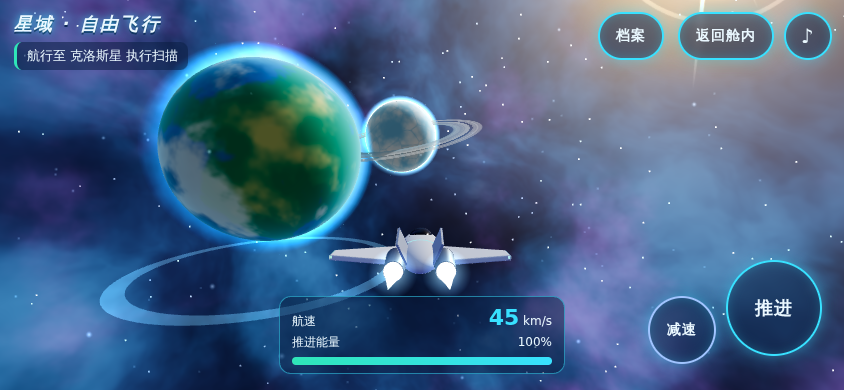 星域 · 自由飞行
·航行至 克洛斯星 执行扫描
档案
返回舱内
♪
航速 45 km/s
推进能量 100%
减速
推进